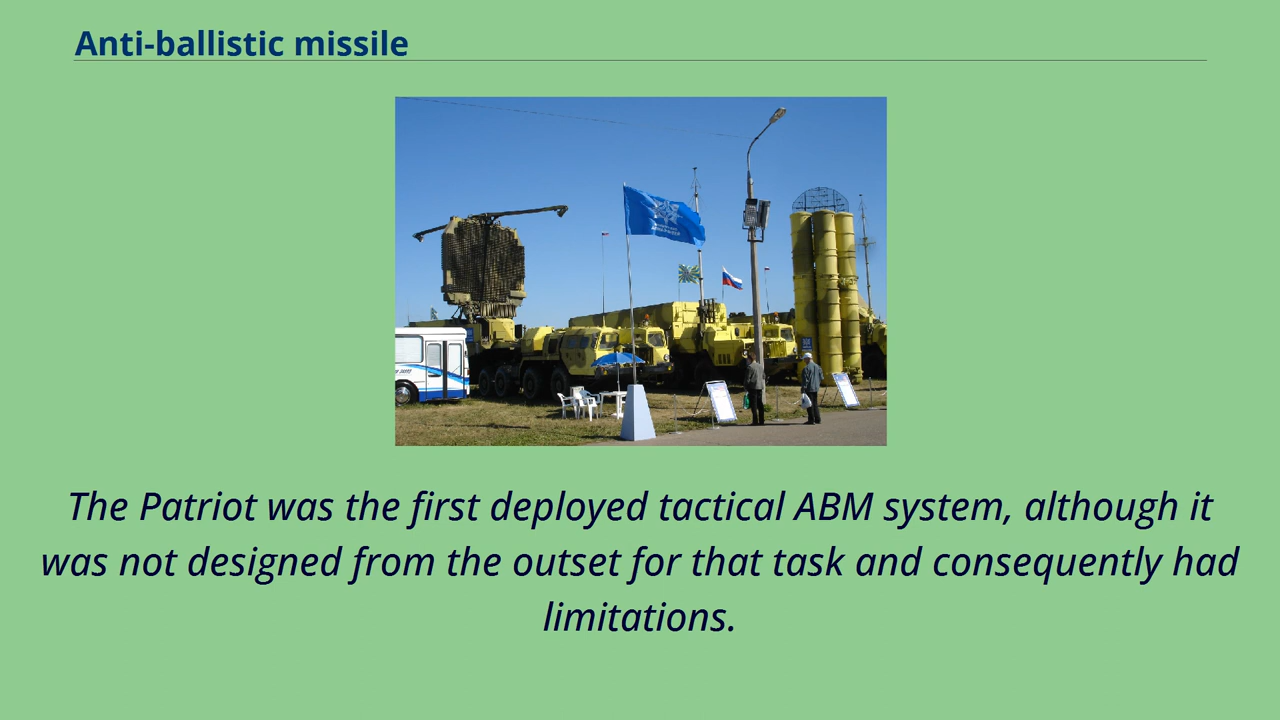 Anti-ballistic missile
The Patriot was the first deployed tactical ABM system, although it
was not designed from the outset for that task and consequently had
limitations.